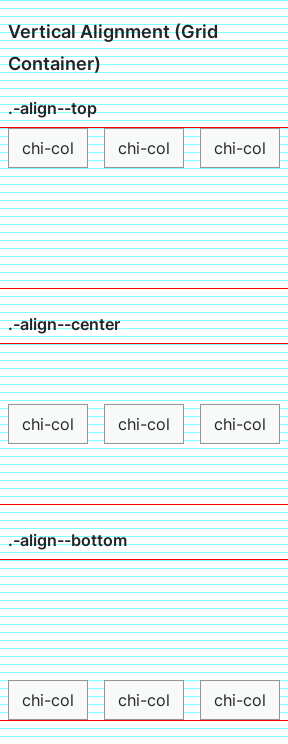 Vertical Alignment (Grid
Container)
.-align--top
chi-col chi-col chi-col
.-align--center
chi-col chi-col chi-col
.-align--bottom
chi-col chi-col chi-col